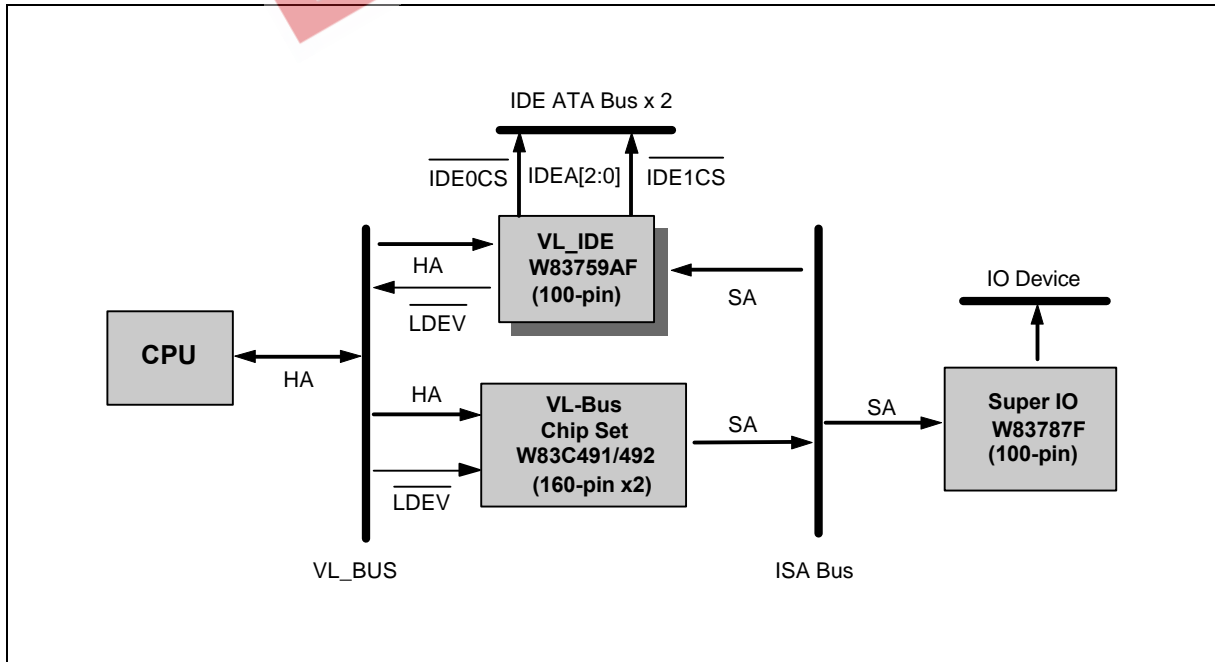 IDE ATA Bus x 2
IDE0CS IDEA[2:0] IDE1CS
VL_IDE
W83759AF
(100-pin)
HA
LDEV
SA
IO Device
CPU
HA
HA
LDEV
VL-Bus
Chip Set
W83C491/492
(160-pin x2)
SA
SA
Super IO
W83787F
(100-pin)
VL_BUS
ISA Bus